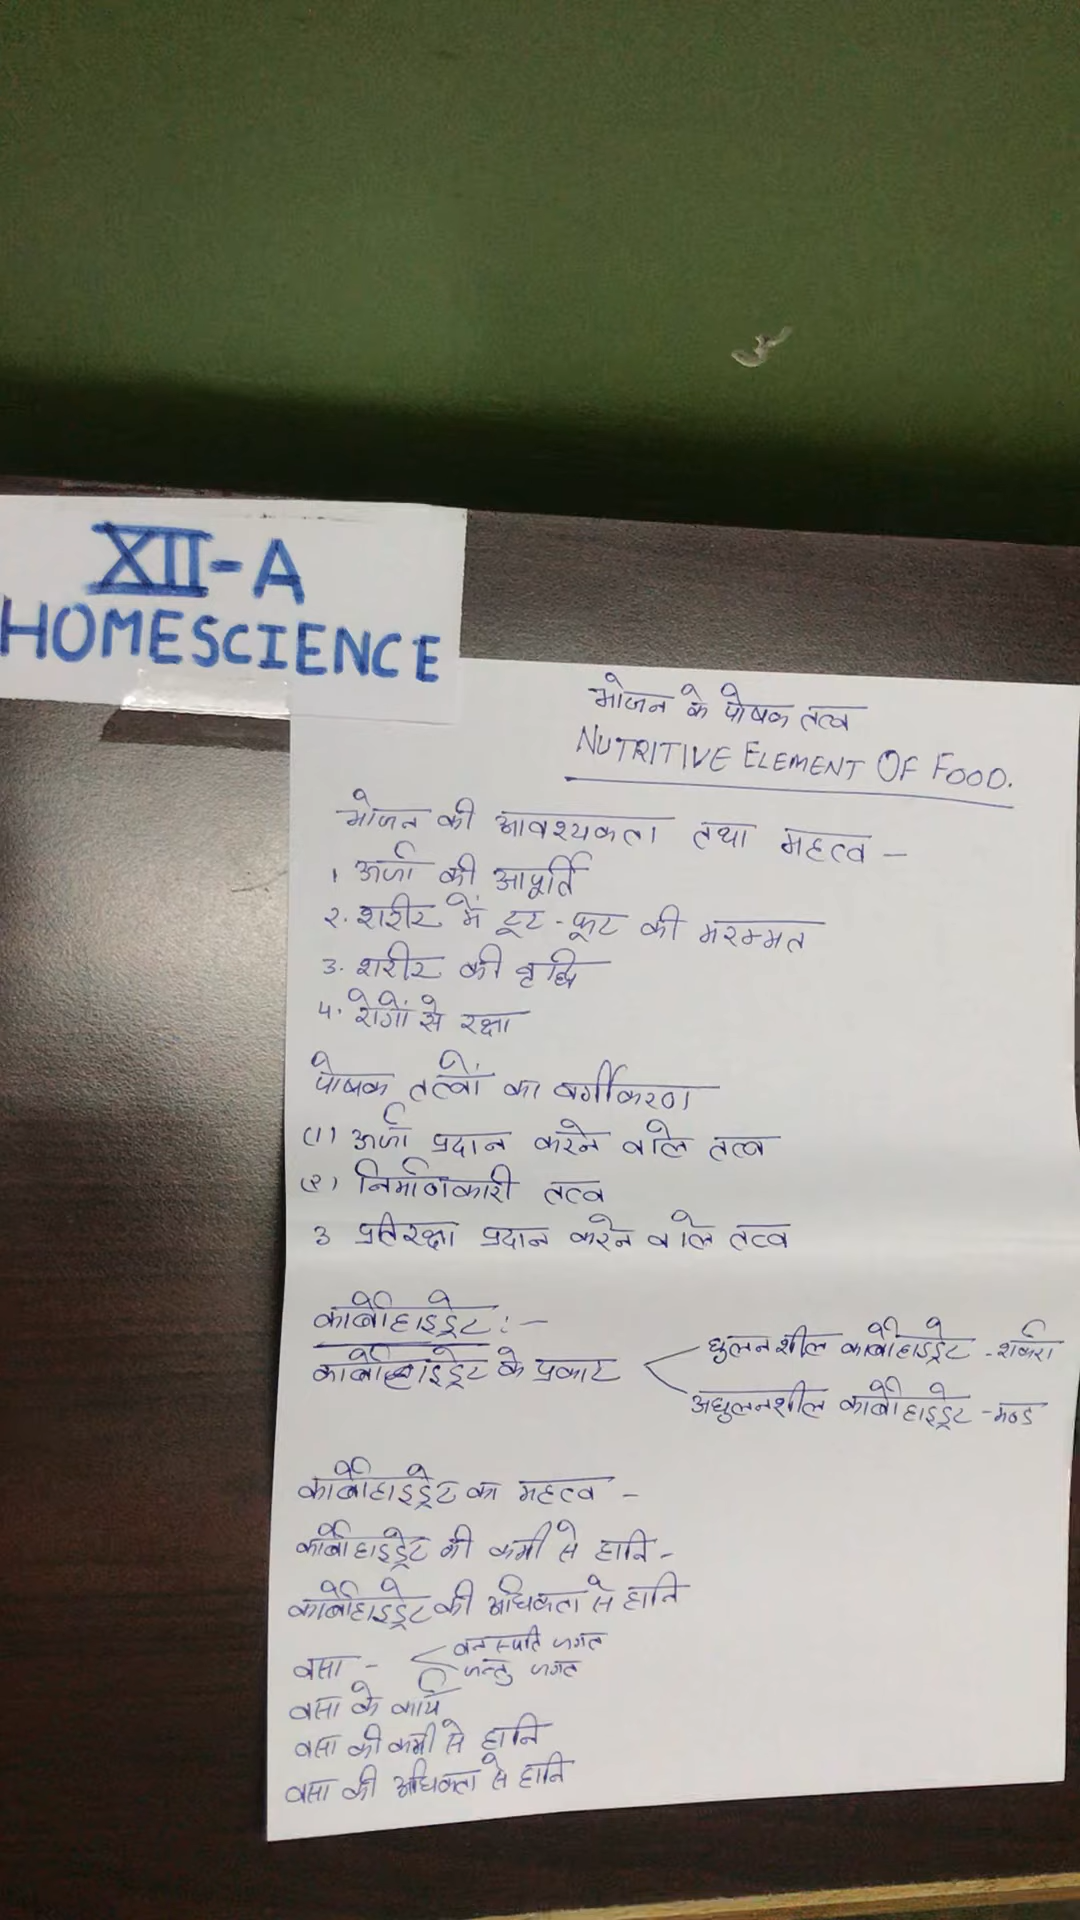 XII-A
HOMESCIENCE
भोजन के पोषक तत्व
NUTRITIVE ELEMENT OF FOOD.
भोजन की आवश्यकता तथा महत्व -
1 ऊर्जा की आपूर्ति
२. शरीर में टूट-फूट की मरम्मत
3. शरीर की वृद्धि
4. रोगों से रक्षा
पोषक तत्वों का वर्गीकरण
(1) ऊर्जा प्रदान करने वाले तत्व
(२) निर्माणकारी तत्व
3 प्रतिरक्षा प्रदान करने वाले तत्व
कार्बोहाइड्रेट :-
कार्बोहाइड्रेट के प्रकार
घुलनशील कार्बोहाइड्रेट - शर्करा
अघुलनशील कार्बोहाइड्रेट - मण्ड
कार्बोहाइड्रेट का महत्व -
कार्बोहाइड्रेट की कमी से हानि -
कार्बोहाइड्रेट की अधिकता से हानि
वसा -
वनस्पति जगत
जन्तु जगत
वसा के कार्य
वसा की कमी से हानि
वसा की अधिकता से हानि